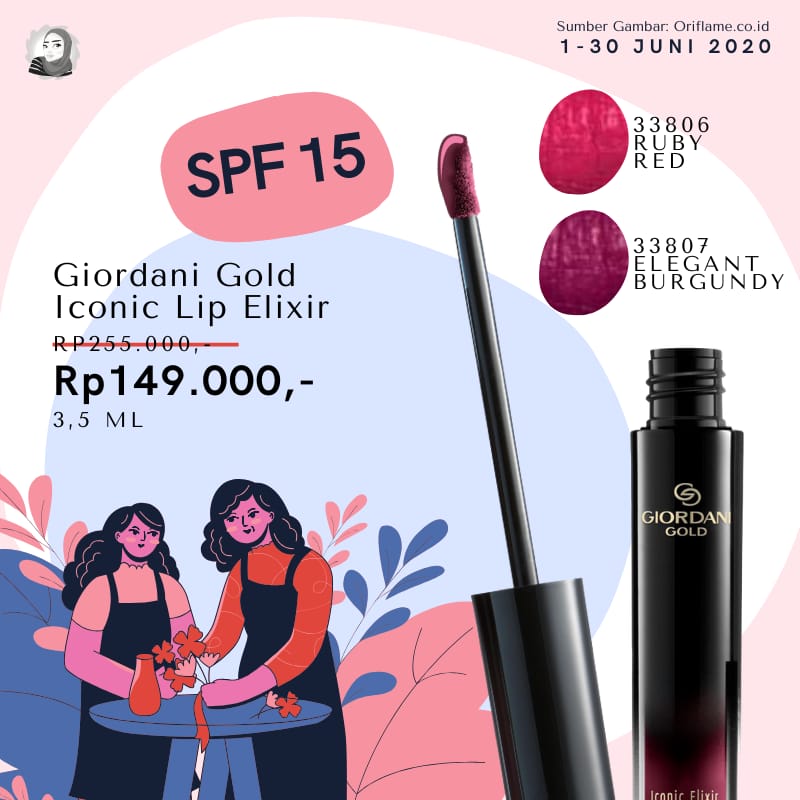 Sumber Gambar: Oriflame.co.id
1-30 JUNI 2020
SPF 15
33806
RUBY
RED
33807
ELEGANT
BURGUNDY
Giordani Gold
Iconic Lip Elixir
RP255.000,-
Rp149.000,-
3,5 ML
GIORDANI
GOLD
Iconic Elixir